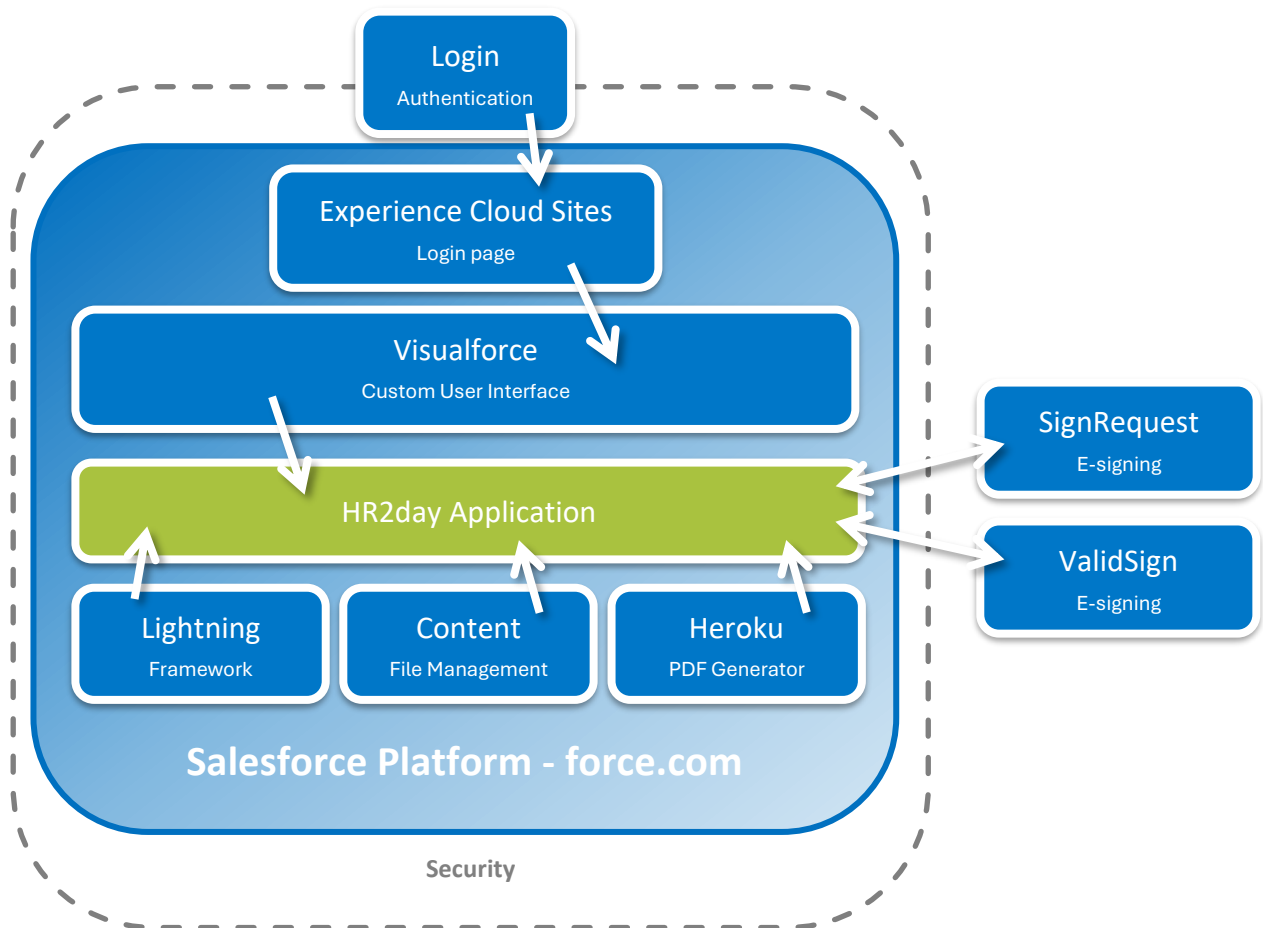 Login
Authentication
Experience Cloud Sites
Login page
Visualforce
Custom User Interface
HR2day Application
SignRequest
E-signing
ValidSign
E-signing
Lightning
Framework
Content
File Management
Heroku
PDF Generator
Salesforce Platform - force.com
Security